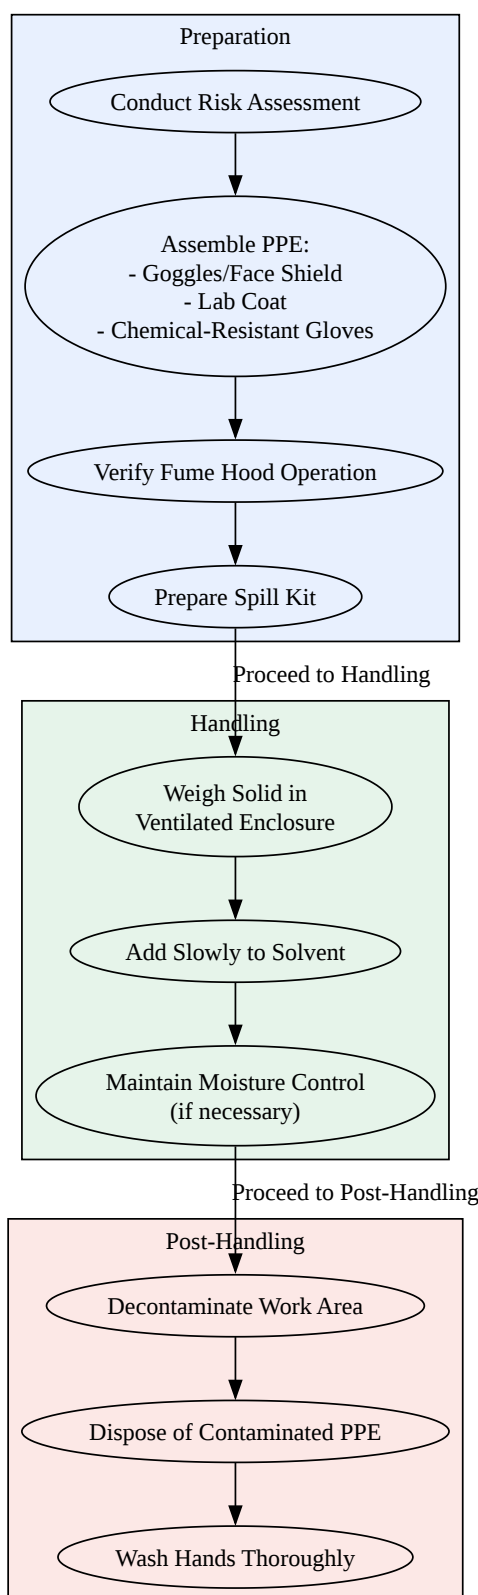 Preparation
Conduct Risk Assessment
Assemble PPE:
- Goggles/Face Shield
- Lab Coat
- Chemical-Resistant Gloves
Verify Fume Hood Operation
Prepare Spill Kit
Proceed to Handling
Handling
Weigh Solid in
Ventilated Enclosure
Add Slowly to Solvent
Maintain Moisture Control
(if necessary)
Proceed to Post-Handling
Post-Handling
Decontaminate Work Area
Dispose of Contaminated PPE
Wash Hands Thoroughly